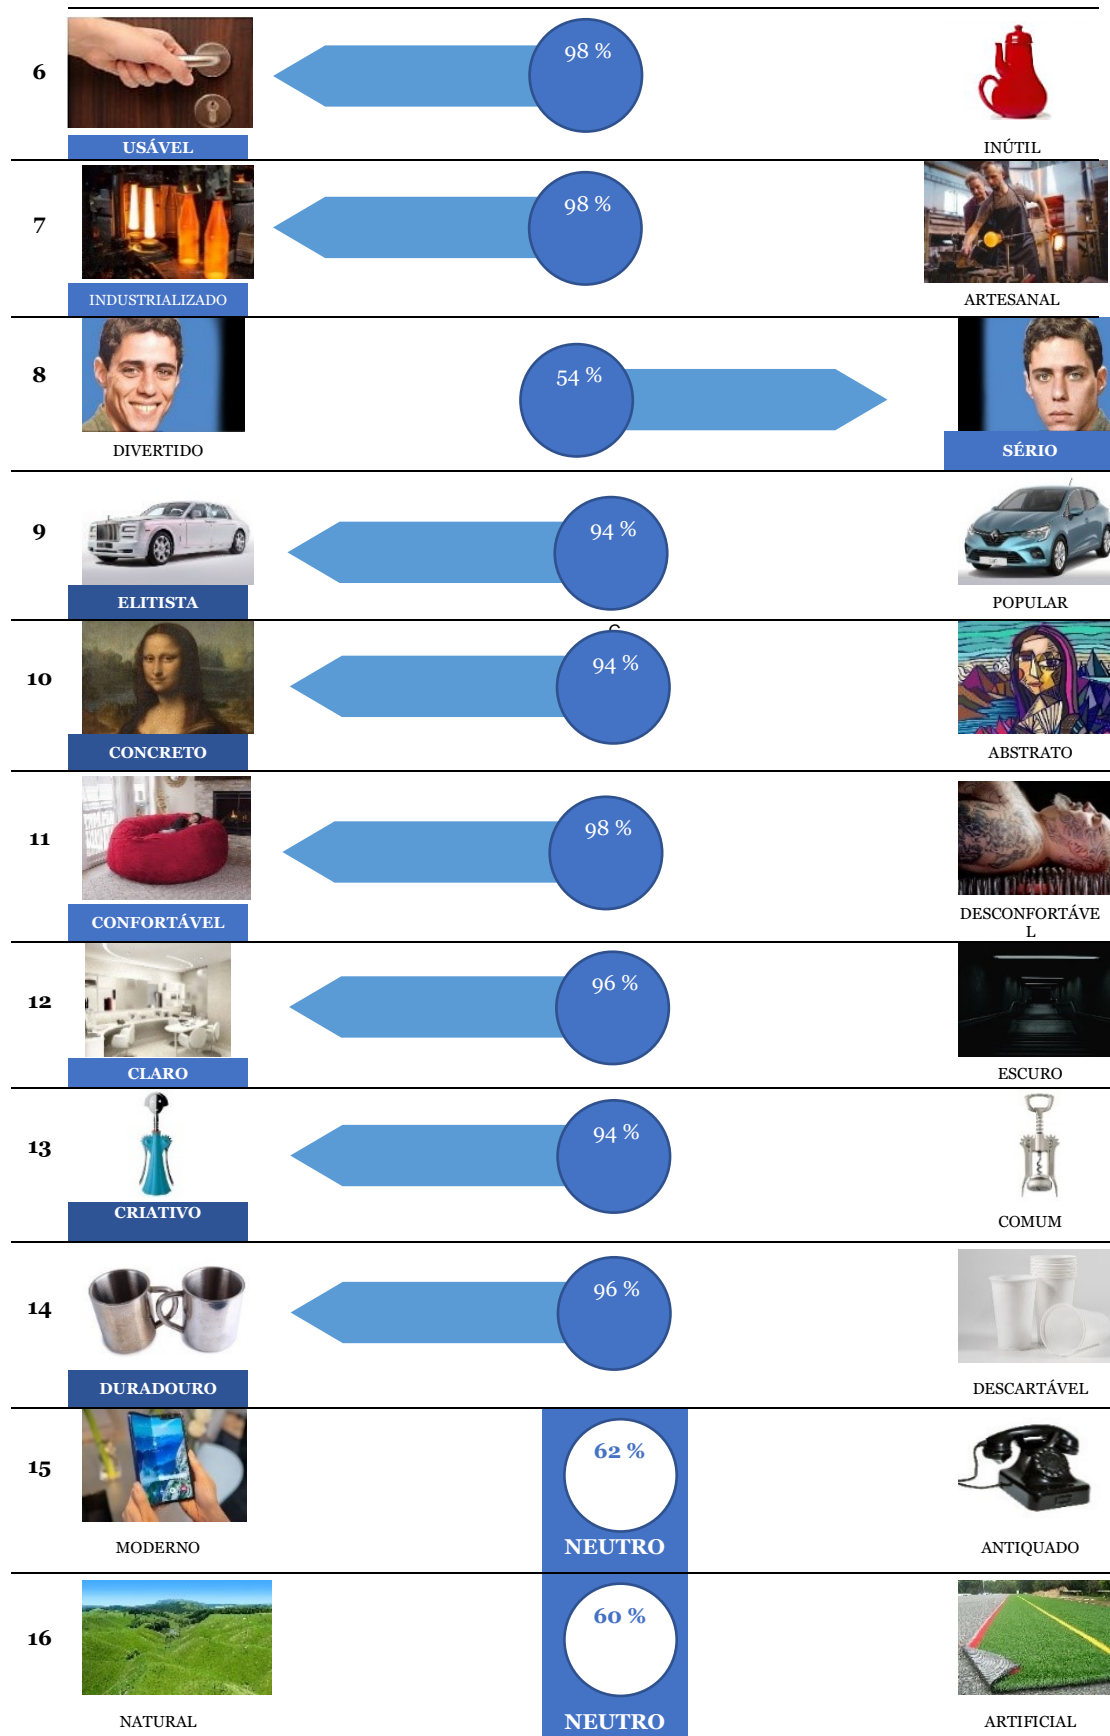 6
98 %
USÁVEL
INÚTIL
7
98 %
INDUSTRIALIZADO
ARTESANAL
8
54 %
DIVERTIDO
SÉRIO
9
94 %
ELITISTA
POPULAR
10
94 %
CONCRETO
ABSTRATO
11
98 %
CONFORTÁVEL
DESCONFORTÁVE
L
12
96 %
CLARO
ESCURO
13
94 %
CRIATIVO
COMUM
14
96 %
DURADOURO
DESCARTÁVEL
15
62 %
MODERNO
NEUTRO
ANTIQUADO
16
60 %
NATURAL
NEUTRO
ARTIFICIAL